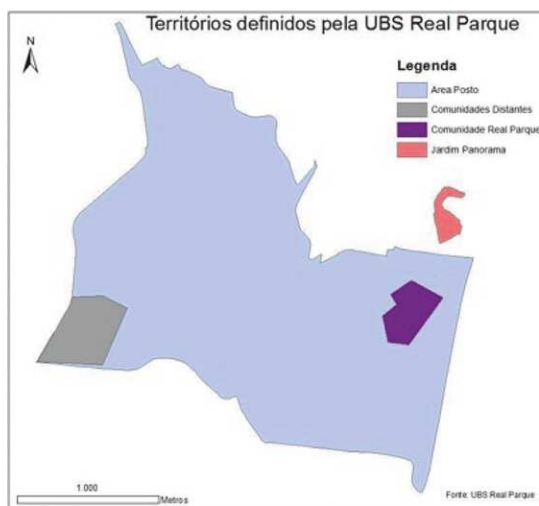 Territórios definidos pela UBS Real Parque
N
Legenda
Area Posto
Comunidades Distantes
Comunidade Real Parque
Jardim Panorama
1.000
Metros
Fonte: UBS Real Parque